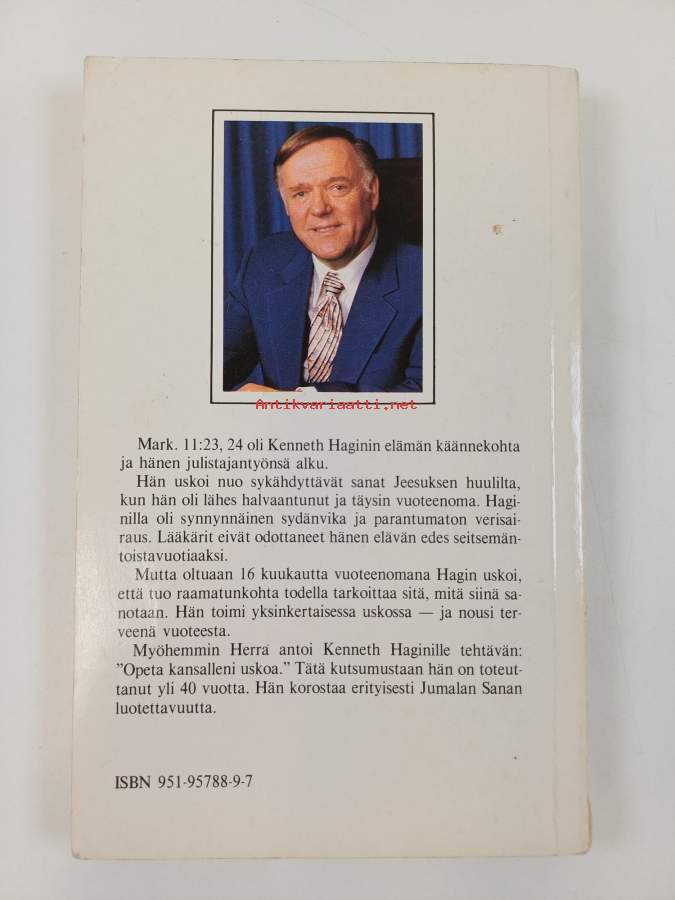 Antikvariaatti.net
Mark. 11:23, 24 oli Kenneth Haginin elämän käännekohta
ja hänen julistajantyönsä alku.
Hän uskoi nuo sykähdyttävät sanat Jeesuksen huulilta,
kun hän oli lähes halvaantunut ja täysin vuoteenoma. Hagi-
nilla oli synnynnäinen sydänvika ja parantumaton verisai-
raus. Lääkärit eivät odottaneet hänen elävän edes seitsemän-
toistavuotiaaksi.
Mutta oltuaan 16 kuukautta vuoteenomana Hagin uskoi,
että tuo raamatunkohta todella tarkoittaa sitä, mitä siinä sa-
notaan. Hän toimi yksinkertaisessa uskossa — ja nousi ter-
veenä vuoteesta.
Myöhemmin Herra antoi Kenneth Haginille tehtävän:
”Opeta kansalleni uskoa.” Tätä kutsumustaan hän on toteut-
tanut yli 40 vuotta. Hän korostaa erityisesti Jumalan Sanan
luotettavuutta.
ISBN 951-95788-9-7